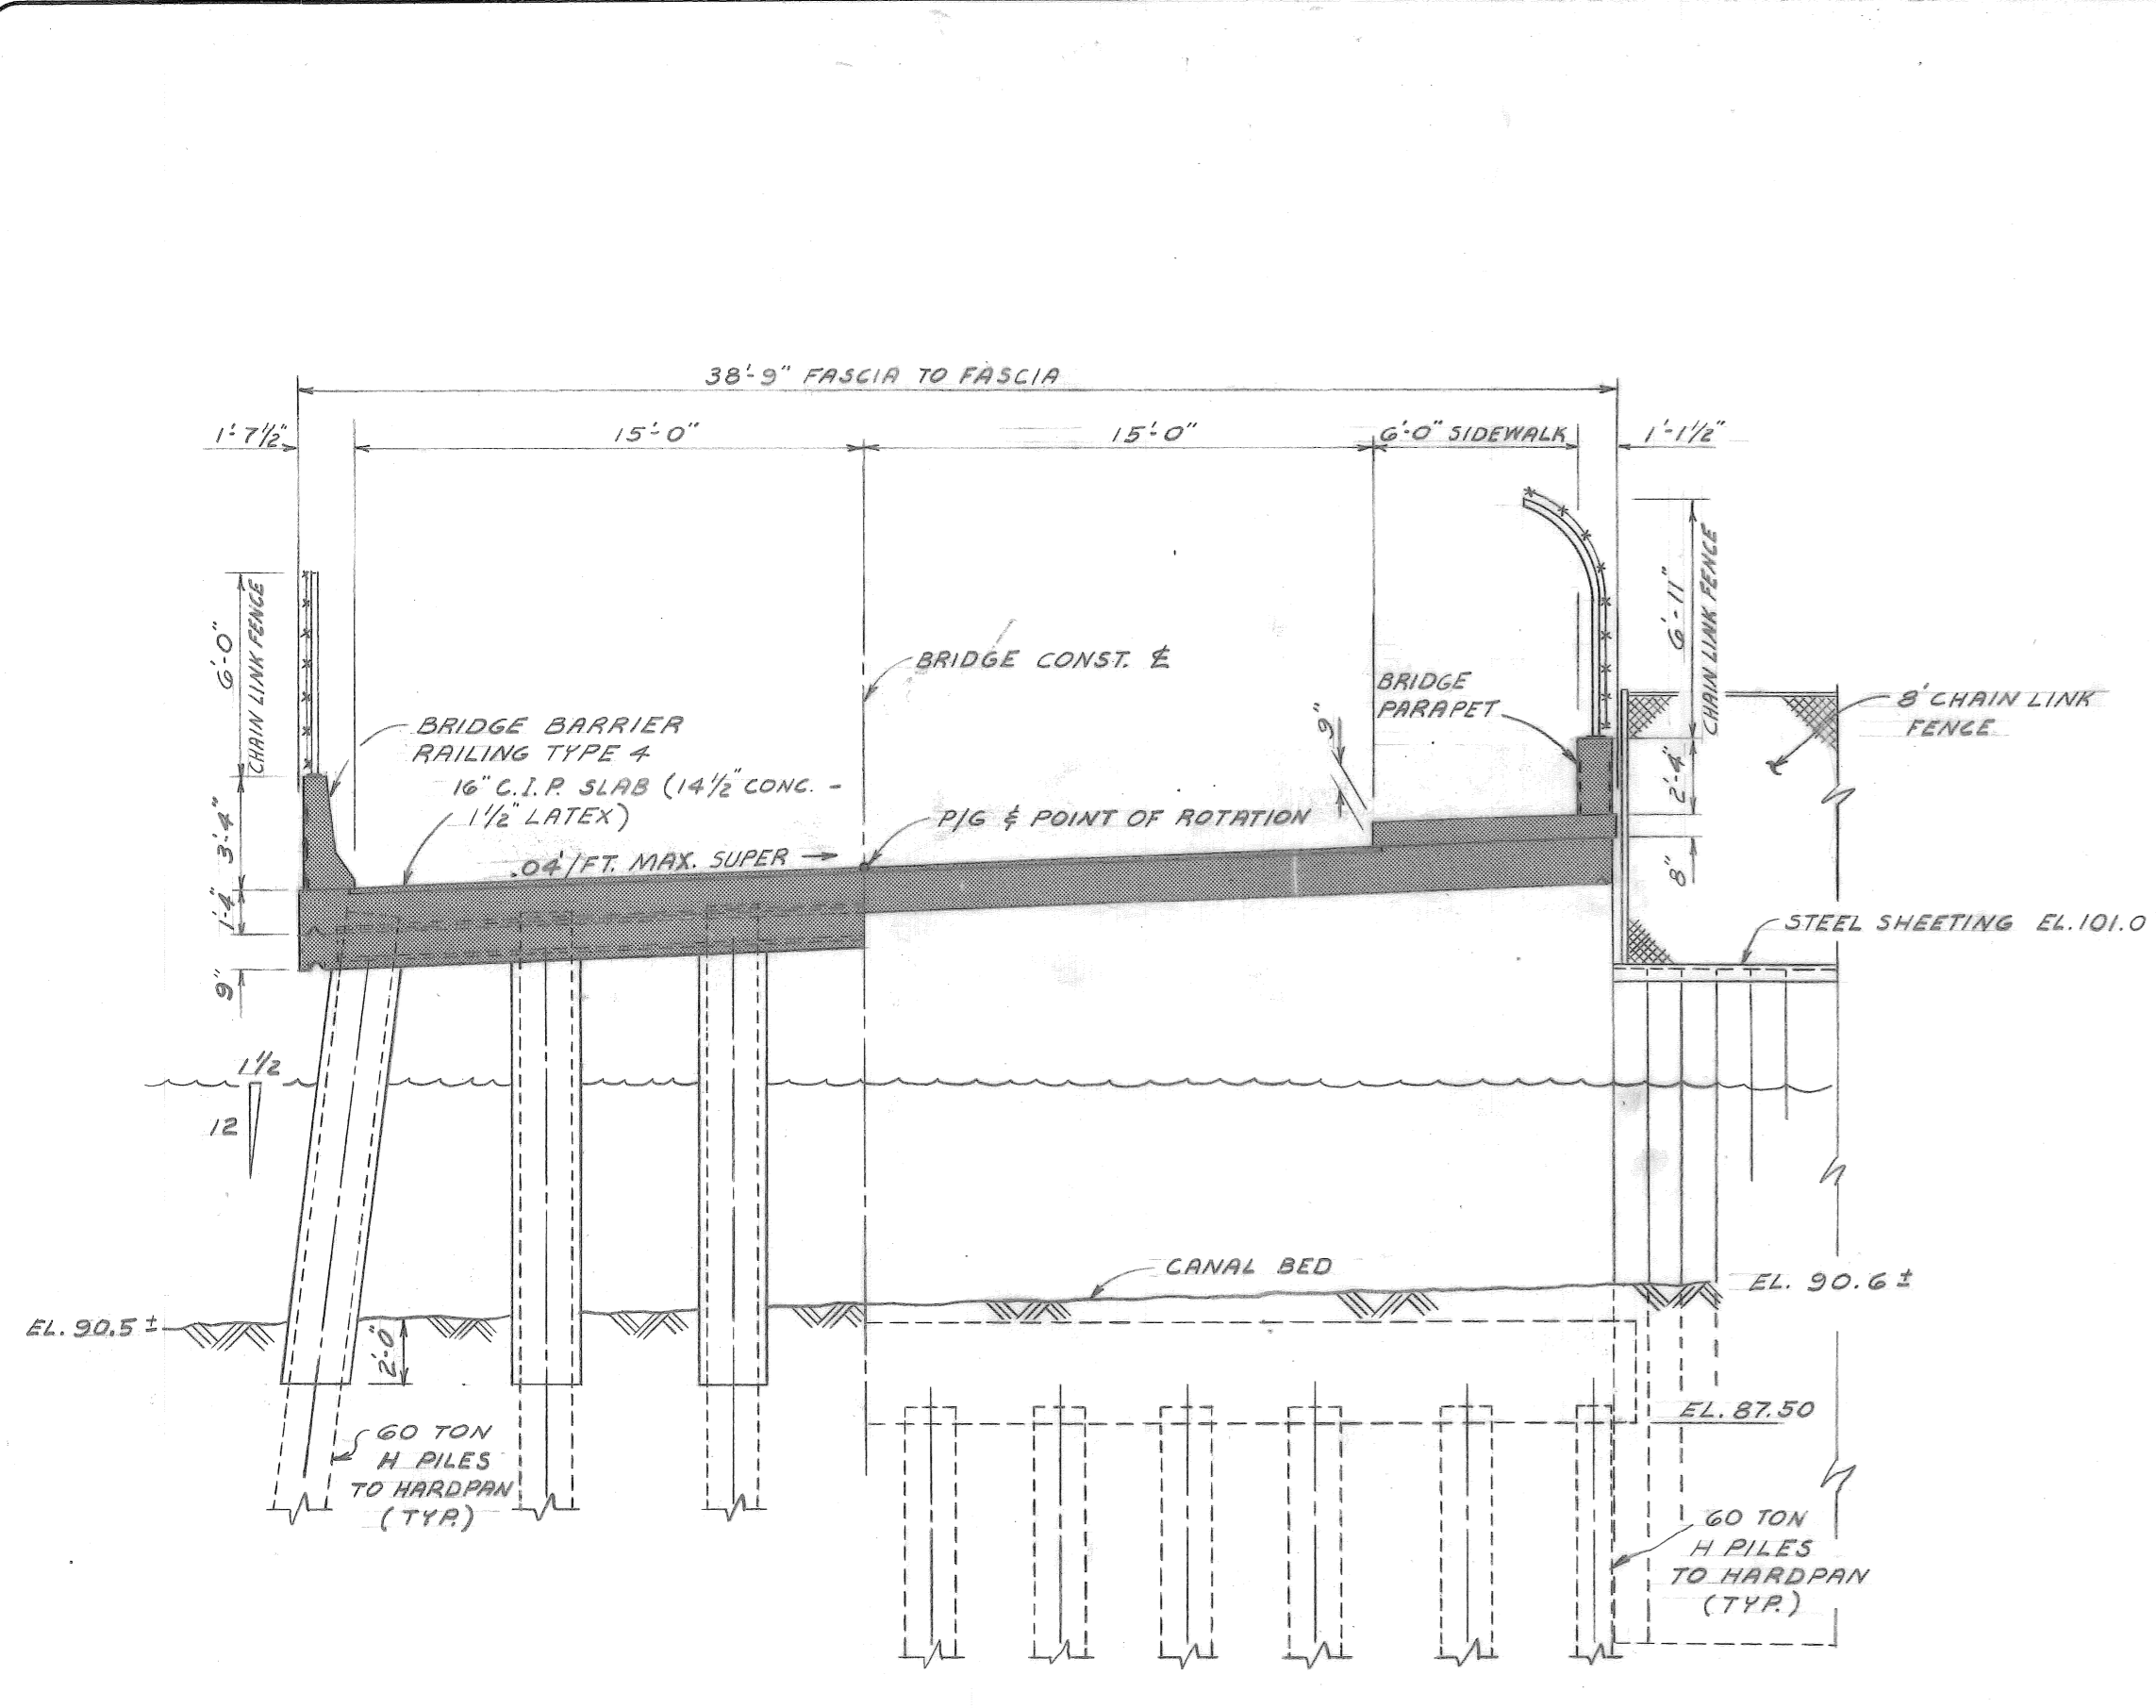 38'-9" FASCIA TO FASCIA
1'-7½"
15'-0"
15'-0"
6'-0" SIDEWALK
1'-1½"
6'-0"
CHAIN LINK FENCE
6'-11"
CHAIN LINK FENCE
BRIDGE CONST. ℄
BRIDGE
PARAPET
9"
8' CHAIN LINK
FENCE
BRIDGE BARRIER
RAILING TYPE 4
16" C.I.P. SLAB (14½" CONC. -
1½" LATEX)
P/G & POINT OF ROTATION
.04'/FT. MAX. SUPER →
2'-4"
8"
3'-4"
1'-4"
9"
STEEL SHEETING EL. 101.0
1½
12
CANAL BED
EL. 90.6 ±
EL. 90.5 ±
2'-0"
EL. 87.50
60 TON
H PILES
TO HARDPAN
(TYP.)
60 TON
H PILES
TO HARDPAN
(TYP.)